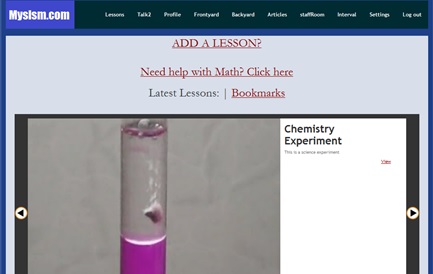 Myslsm.com
Lessons Talk2 Profile Frontyard Backyard Articles staffRoom Interval Settings Log out
ADD A LESSON?
Need help with Math? Click here
Latest Lessons: | Bookmarks
Chemistry
Experiment
This is a science experiment
View